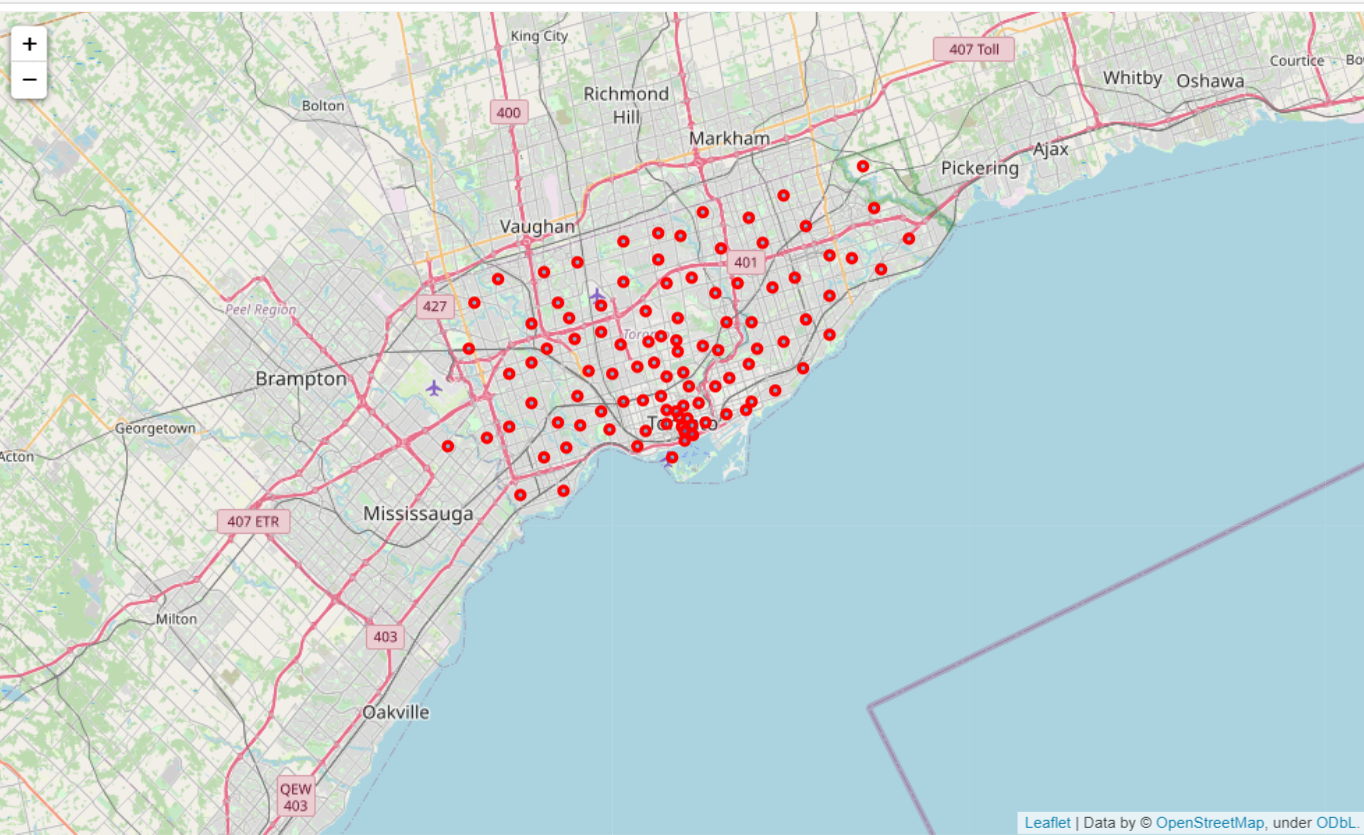 +
−
King City
407 Toll
Courtice
Bo
Whitby
Oshawa
Bolton
Richmond
Hill
400
Markham
Ajax
Pickering
Vaughan
401
427
Peel Region
Brampton
Georgetown
Acton
407 ETR
Mississauga
Milton
403
Oakville
QEW
403
Leaflet | Data by © OpenStreetMap, under ODbL.